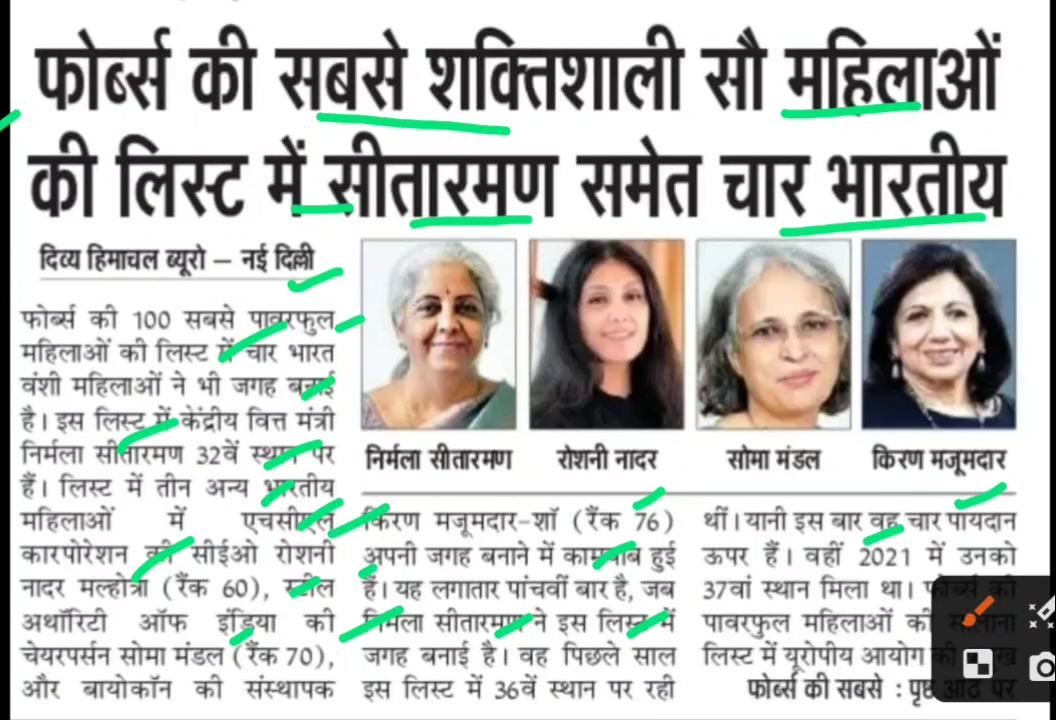 फोर्ब्स की सबसे शक्तिशाली सौ महिलाओं
की लिस्ट में सीतारमण समेत चार भारतीय
दिव्य हिमाचल ब्यूरो – नई दिल्ली
फोर्ब्स की 100 सबसे पावरफुल
महिलाओं की लिस्ट में चार भारत
वंशी महिलाओं ने भी जगह बनाई
है। इस लिस्ट में केंद्रीय वित्त मंत्री
निर्मला सीतारमण 32वें स्थान पर
हैं। लिस्ट में तीन अन्य भारतीय
महिलाओं में एचसीएल
कारपोरेशन की सीईओ रोशनी
नादर मल्होत्रा (रैंक 60), स्टील
अथॉरिटी ऑफ इंडिया की
चेयरपर्सन सोमा मंडल (रैंक 70),
और बायोकॉन की संस्थापक
निर्मला सीतारमण
रोशनी नादर
सोमा मंडल
किरण मजूमदार
किरण मजूमदार-शॉ (रैंक 76)
अपनी जगह बनाने में कामयाब हुई
हैं। यह लगातार पांचवीं बार है, जब
निर्मला सीतारमण ने इस लिस्ट में
जगह बनाई है। वह पिछले साल
इस लिस्ट में 36वें स्थान पर रही
थीं। यानी इस बार वह चार पायदान
ऊपर हैं। वहीं 2021 में उनको
37वां स्थान मिला था। फोर्ब्स की
पावरफुल महिलाओं की सालाना
लिस्ट में यूरोपीय आयोग की
फोर्ब्स की सबसे : पृष्ठ आठ पर